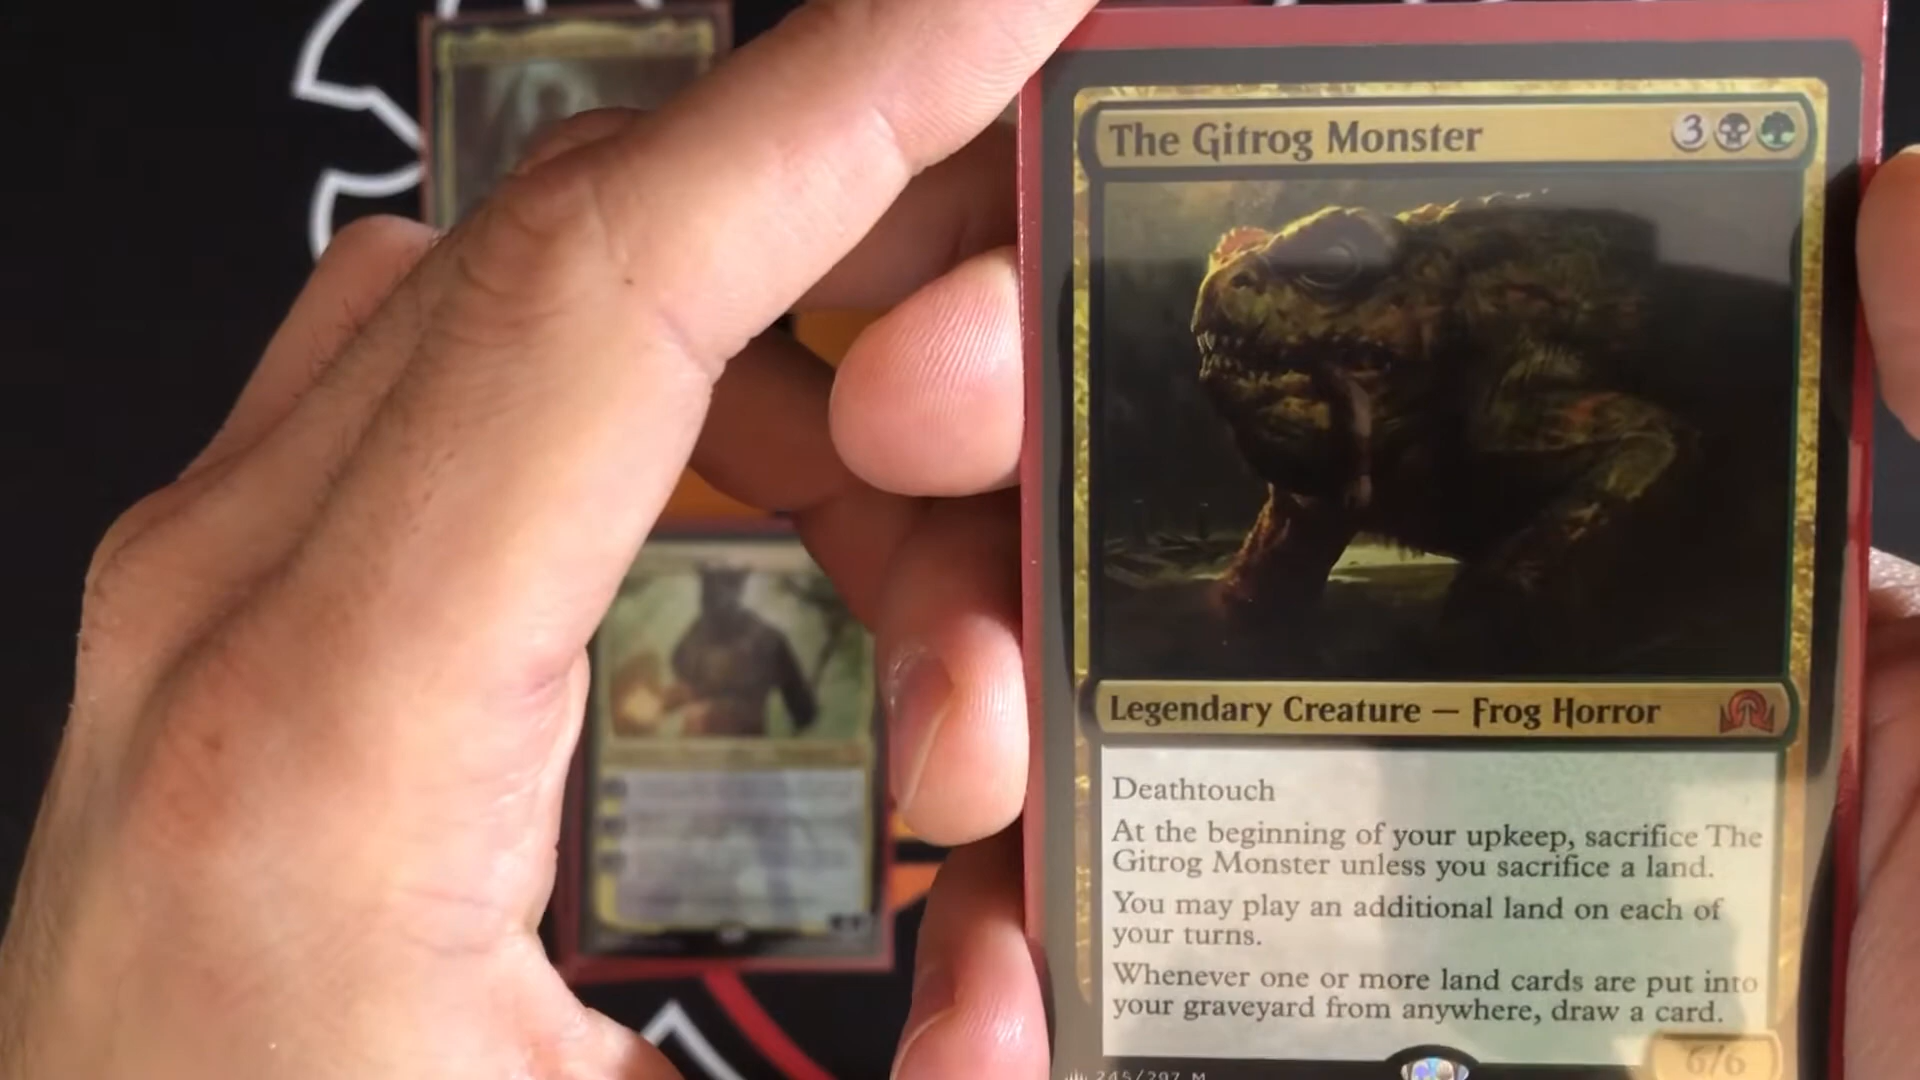 The Gitrog Monster 3
Legendary Creature — Frog Horror
Deathtouch
At the beginning of your upkeep, sacrifice The
Gitrog Monster unless you sacrifice a land.
You may play an additional land on each of
your turns.
Whenever one or more land cards are put into
your graveyard from anywhere, draw a card.
6/6
245/297 M